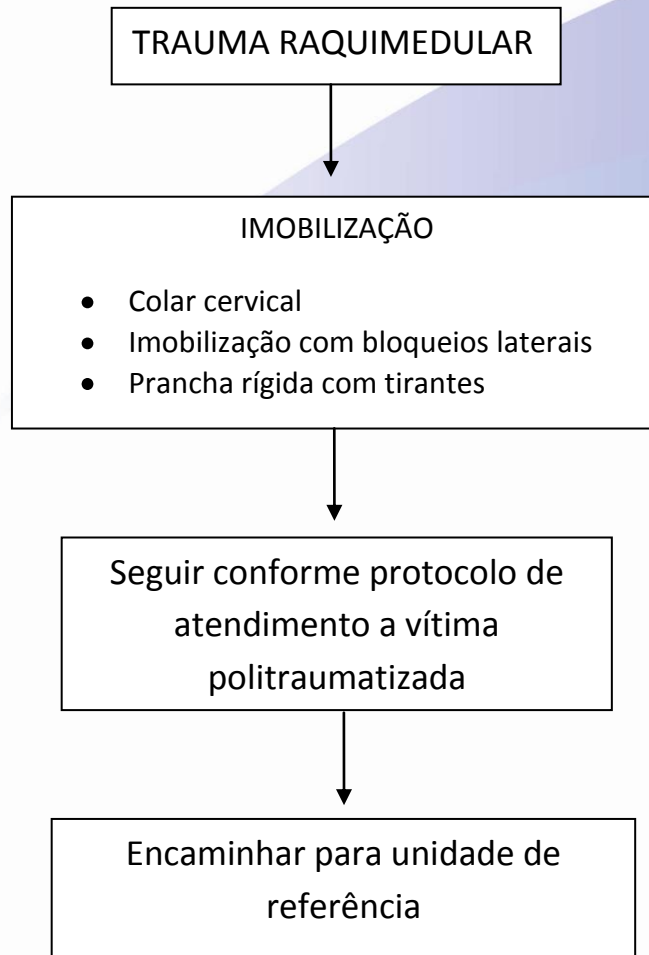 TRAUMA RAQUIMEDULAR
IMOBILIZAÇÃO
• Colar cervical
• Imobilização com bloqueios laterais
• Prancha rígida com tirantes
Seguir conforme protocolo de
atendimento a vítima
politraumatizada
Encaminhar para unidade de
referência